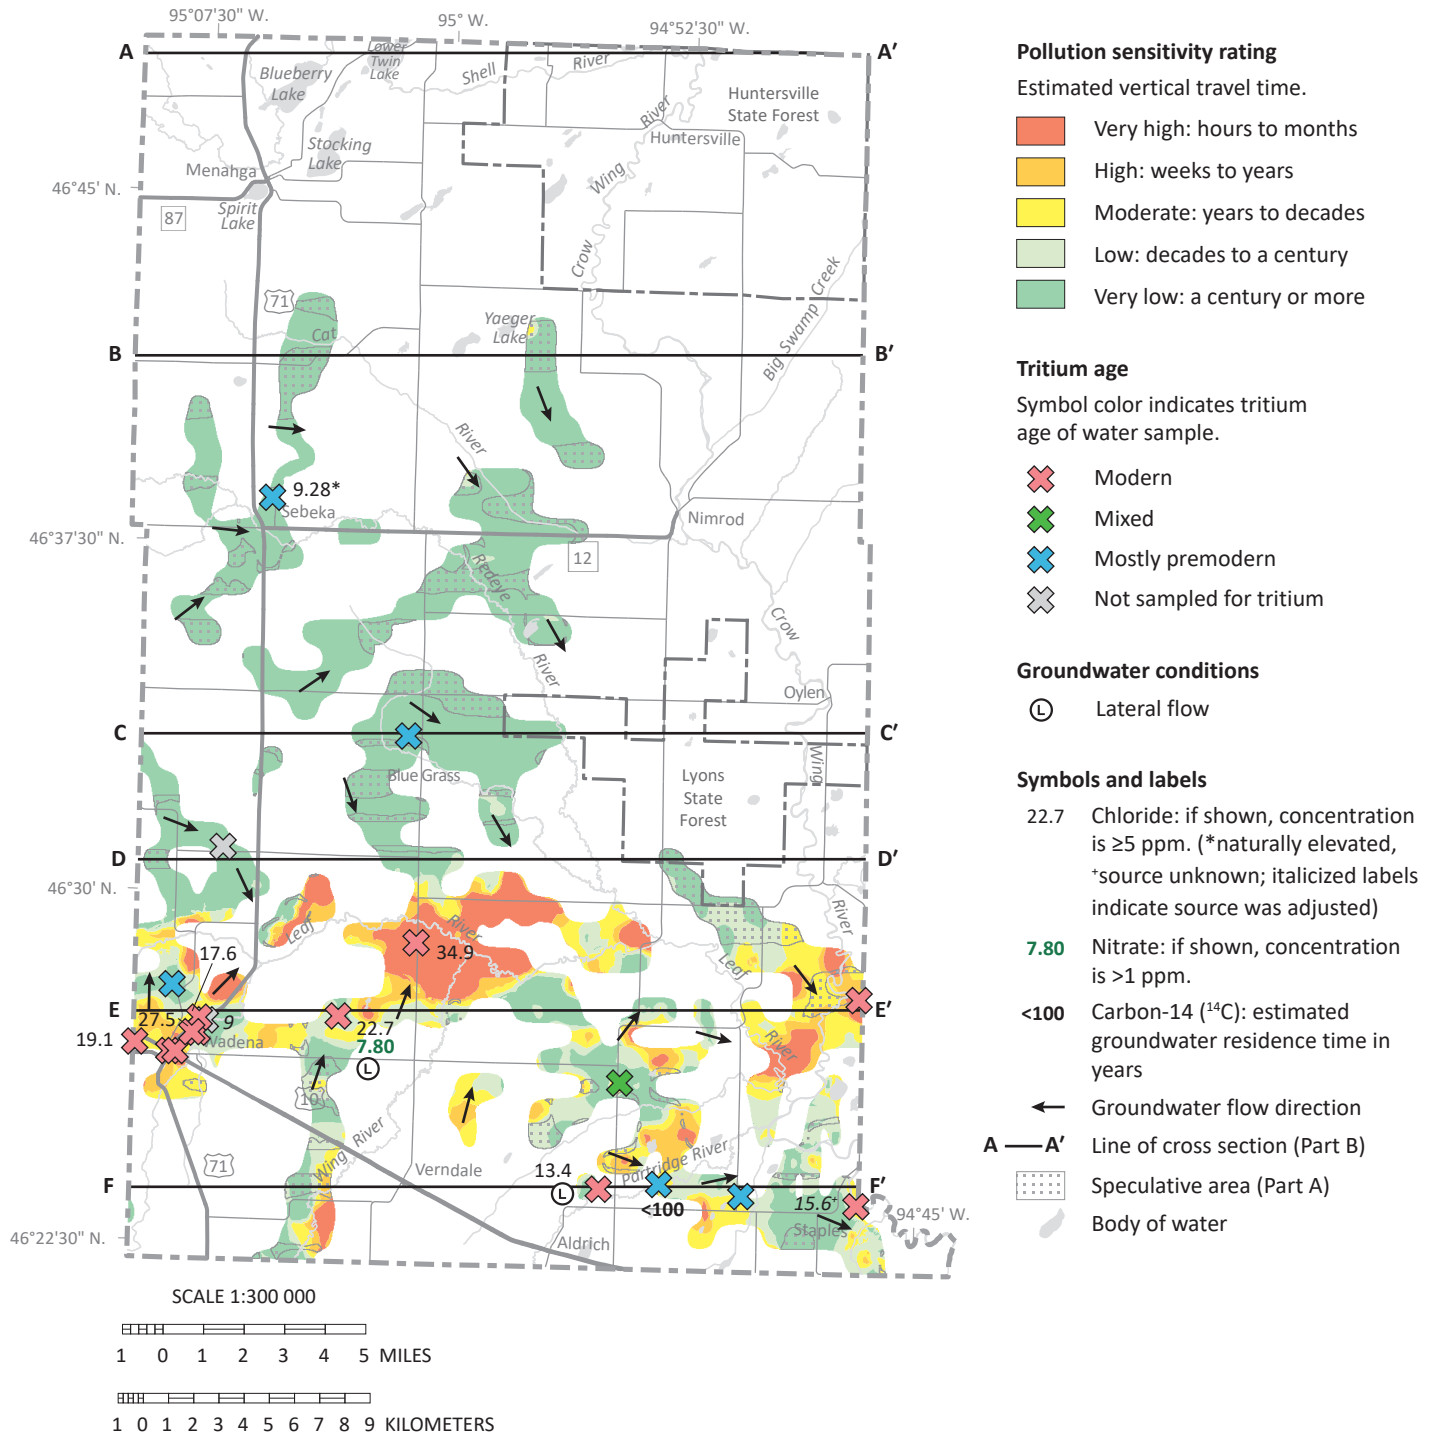 95°07'30" W.
95° W.
94°52'30" W.
A
A′
Lower
Twin
Lake
Blueberry
Lake
Shell
River
Huntersville
State Forest
River
Huntersville
Stocking
Lake
Menahga
46°45' N.
Wing
87
Spirit
Lake
Crow
Big Swamp Creek
71
Cat
Yaeger
Lake
B
B′
River
9.28*
Sebeka
Nimrod
46°37'30" N.
12
Redeye
Crow
River
Oylen
C
C′
Wing
Blue Grass
Lyons
State
Forest
D
D′
46°30' N.
Leaf
River
River
17.6
34.9
Leaf
E
E′
27.5
9
22.7
7.80
19.1
Wadena
L
River
10
Wing River
Verndale
71
13.4
Partridge River
F
F′
L
<100
15.6⁺
94°45' W.
Staples
46°22'30" N.
Aldrich
SCALE 1:300 000
1 0 1 2 3 4 5 MILES
1 0 1 2 3 4 5 6 7 8 9 KILOMETERS
Pollution sensitivity rating
Estimated vertical travel time.
Very high: hours to months
High: weeks to years
Moderate: years to decades
Low: decades to a century
Very low: a century or more
Tritium age
Symbol color indicates tritium
age of water sample.
Modern
Mixed
Mostly premodern
Not sampled for tritium
Groundwater conditions
L Lateral flow
Symbols and labels
22.7 Chloride: if shown, concentration
is ≥5 ppm. (*naturally elevated,
⁺source unknown; italicized labels
indicate source was adjusted)
7.80 Nitrate: if shown, concentration
is >1 ppm.
<100 Carbon-14 (¹⁴C): estimated
groundwater residence time in
years
Groundwater flow direction
A A′ Line of cross section (Part B)
Speculative area (Part A)
Body of water